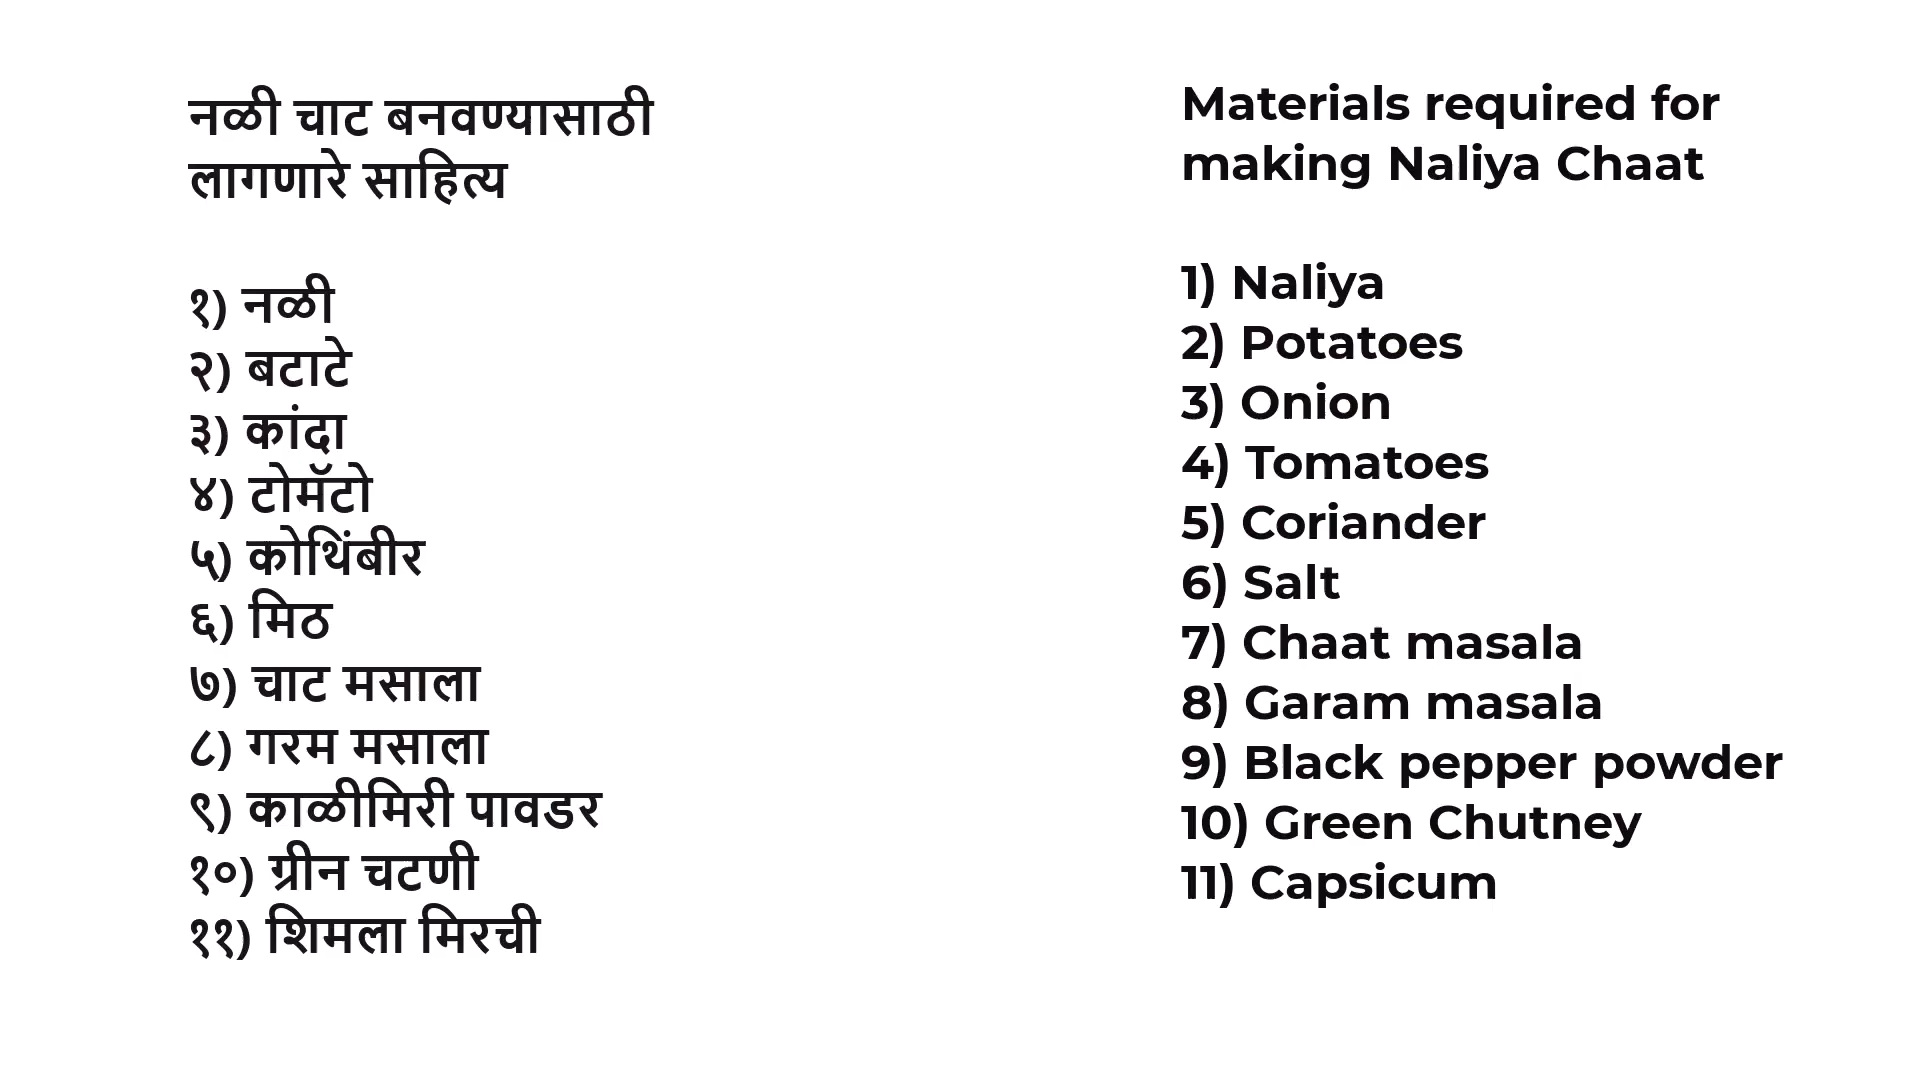 नळी चाट बनवण्यासाठी
लागणारे साहित्य
१) नळी
२) बटाटे
३) कांदा
४) टोमॅटो
५) कोथिंबीर
६) मिठ
७) चाट मसाला
८) गरम मसाला
९) काळीमिरी पावडर
१०) ग्रीन चटणी
११) शिमला मिरची
Materials required for
making Naliya Chaat
1) Naliya
2) Potatoes
3) Onion
4) Tomatoes
5) Coriander
6) Salt
7) Chaat masala
8) Garam masala
9) Black pepper powder
10) Green Chutney
11) Capsicum